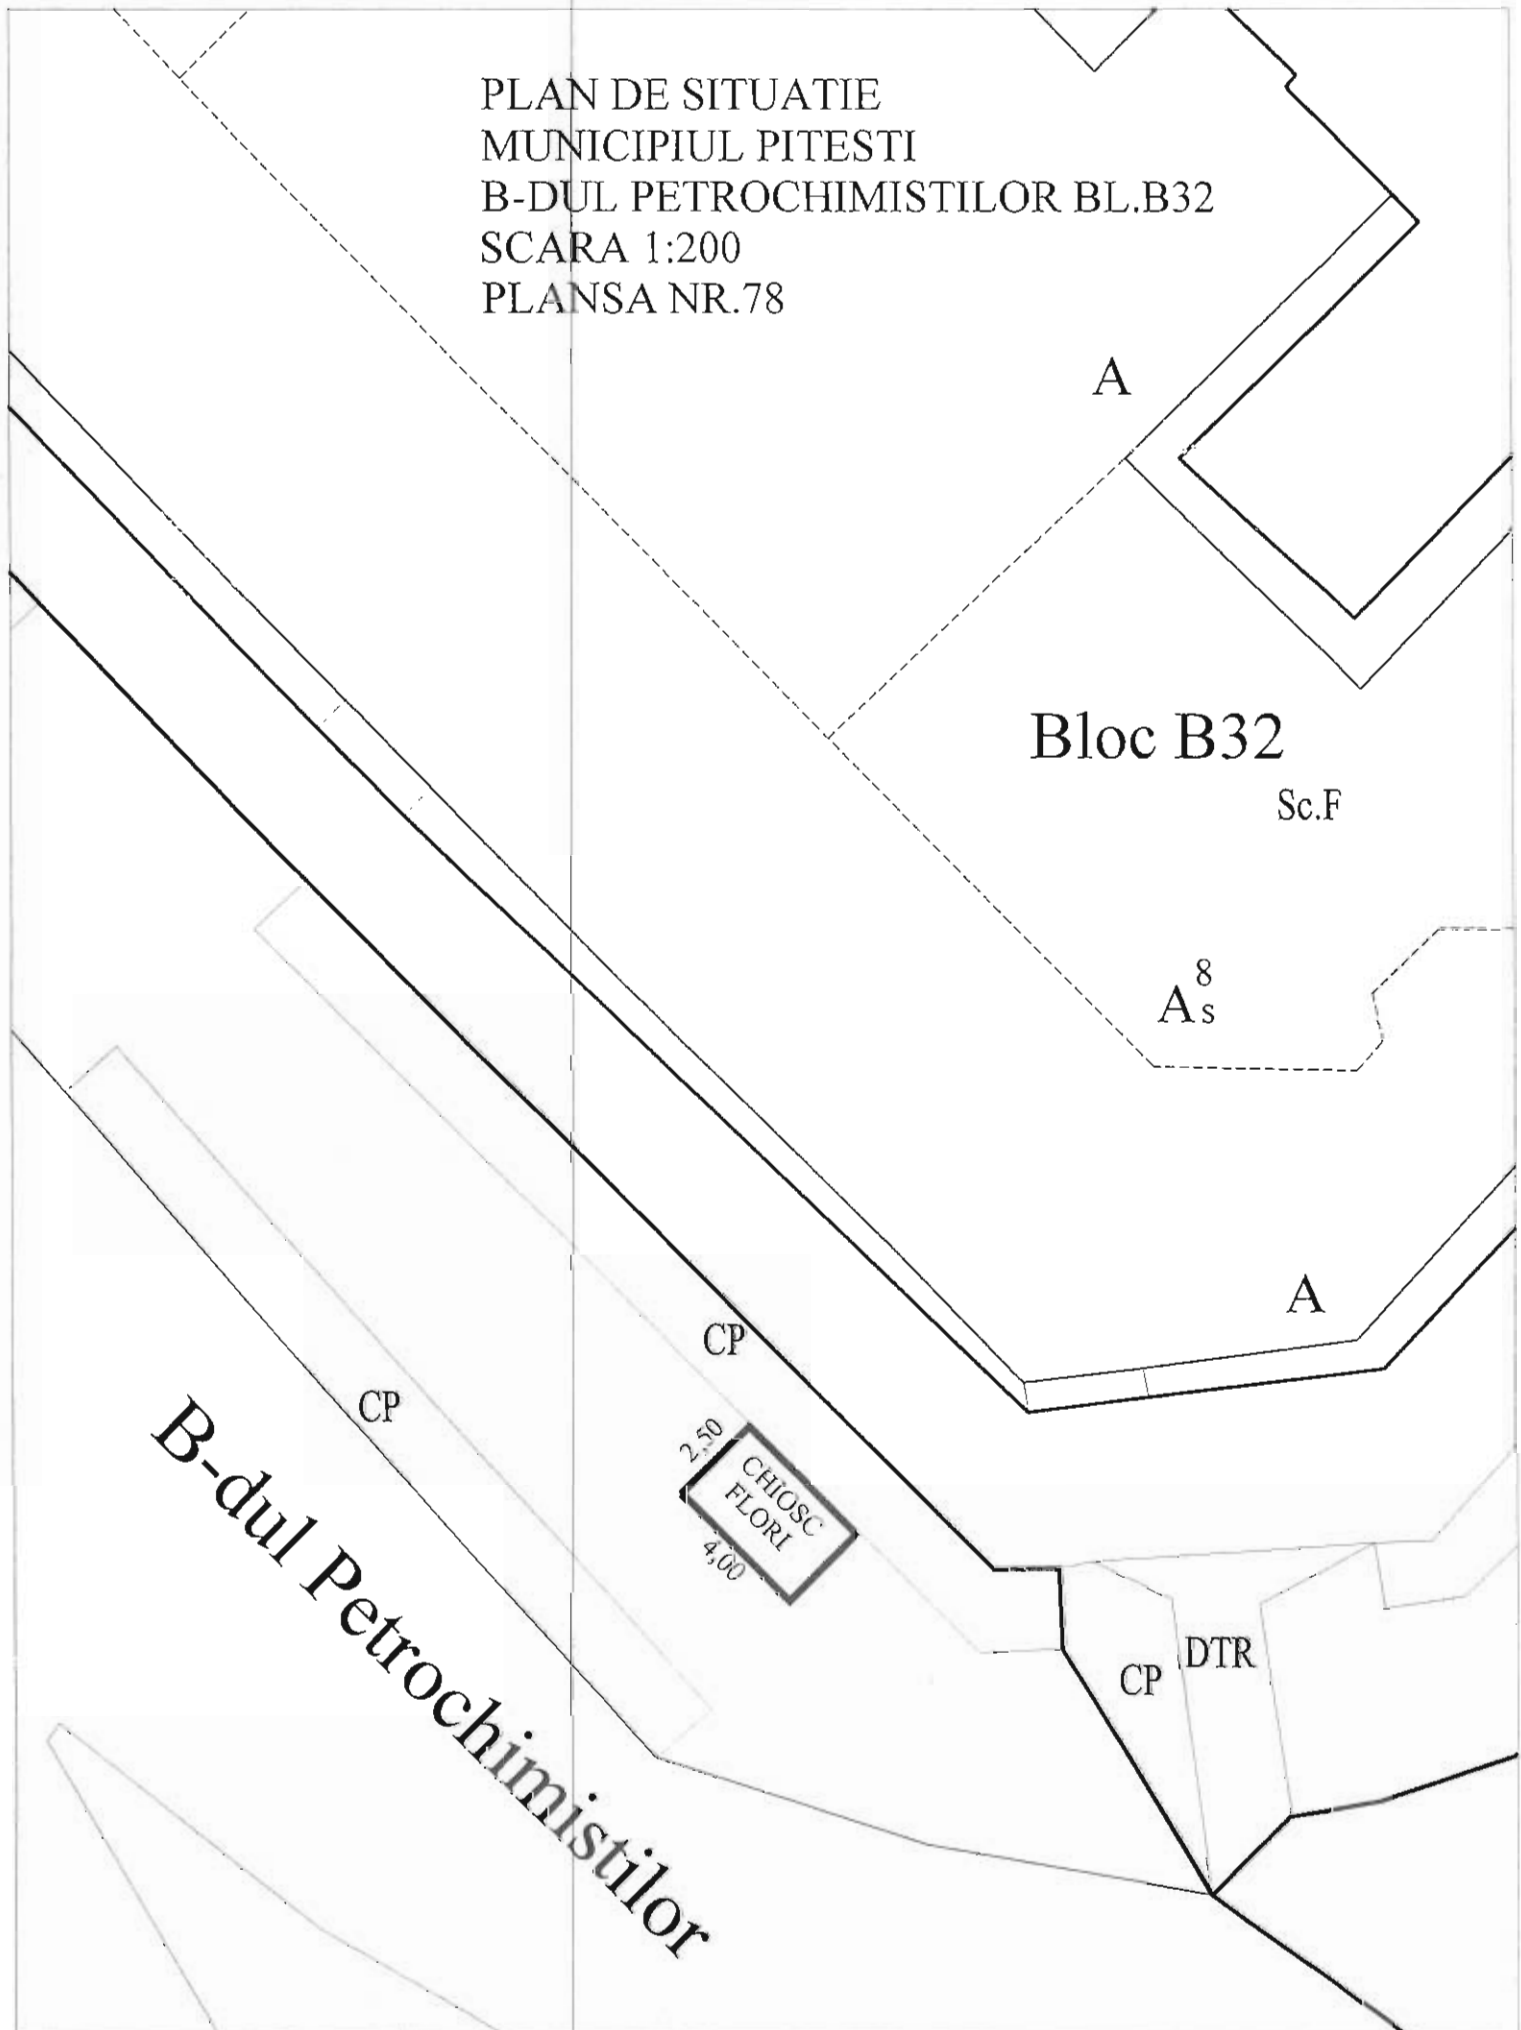 PLAN DE SITUATIE
MUNICIPIUL PITESTI
B-DUL PETROCHIMISTILOR BL.B32
SCARA 1:200
PLANSA NR.78
A
Bloc B32
Sc.F
8
As
A
CP
CP
2,50
CHIOSC
FLORI
4,00
B-dul Petrochimistilor
DTR
CP